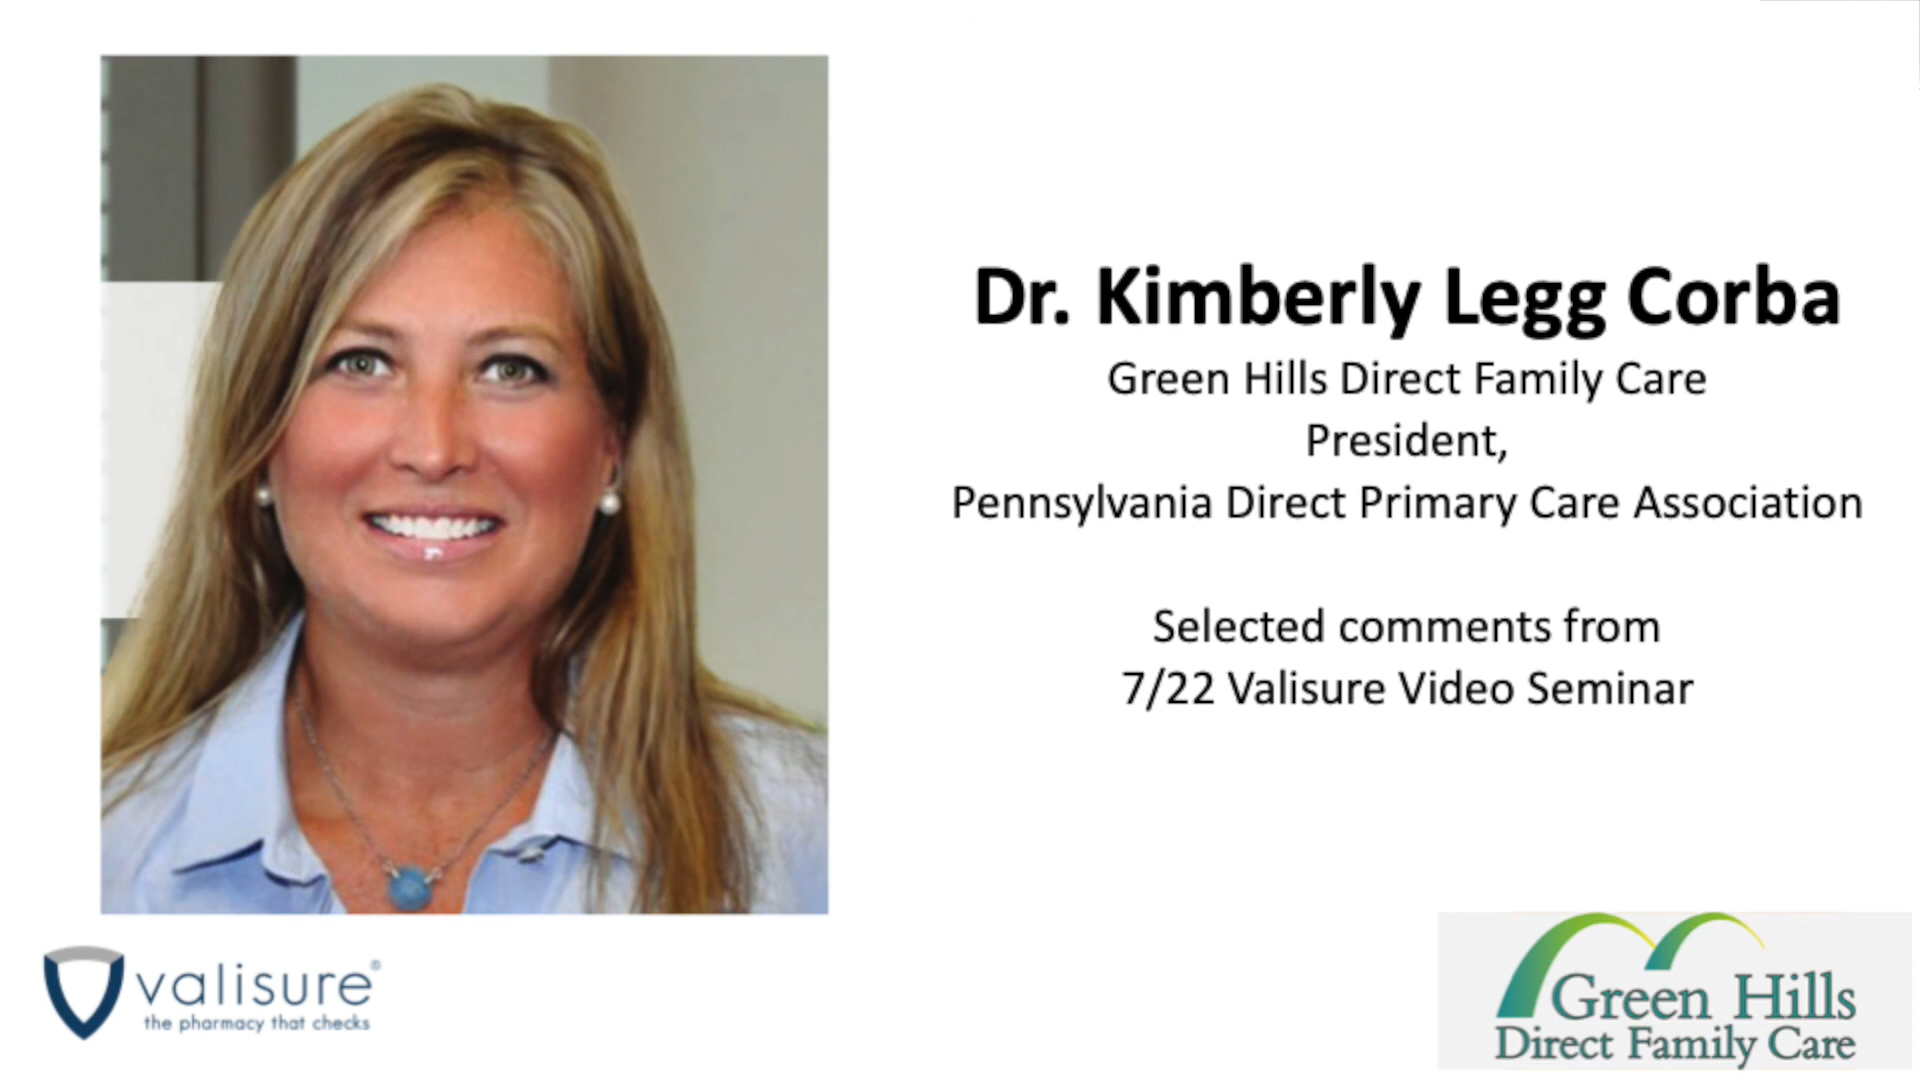 Dr. Kimberly Legg Corba
Green Hills Direct Family Care
President,
Pennsylvania Direct Primary Care Association
Selected comments from
7/22 Valisure Video Seminar
valisure®
the pharmacy that checks
Green Hills
Direct Family Care